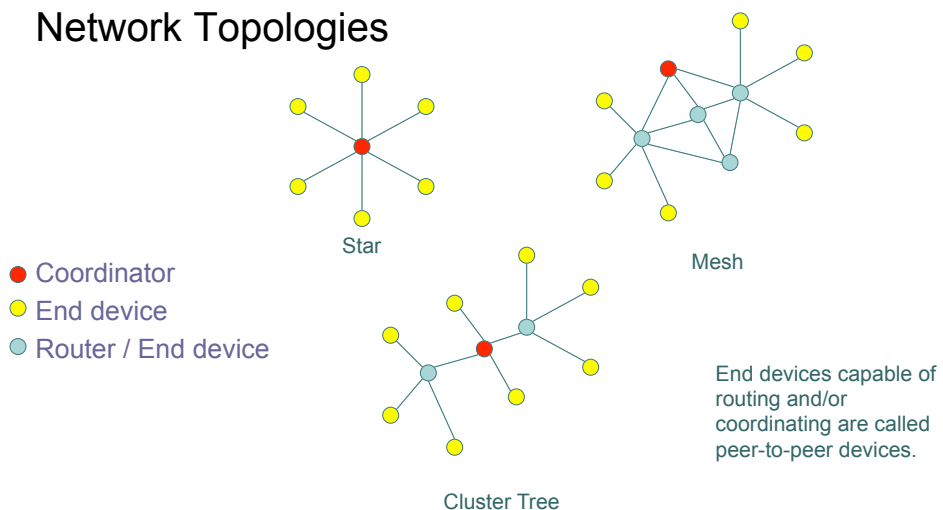 Network Topologies
Star
Mesh
Coordinator
End device
Router / End device
End devices capable of
routing and/or
coordinating are called
peer-to-peer devices.
Cluster Tree